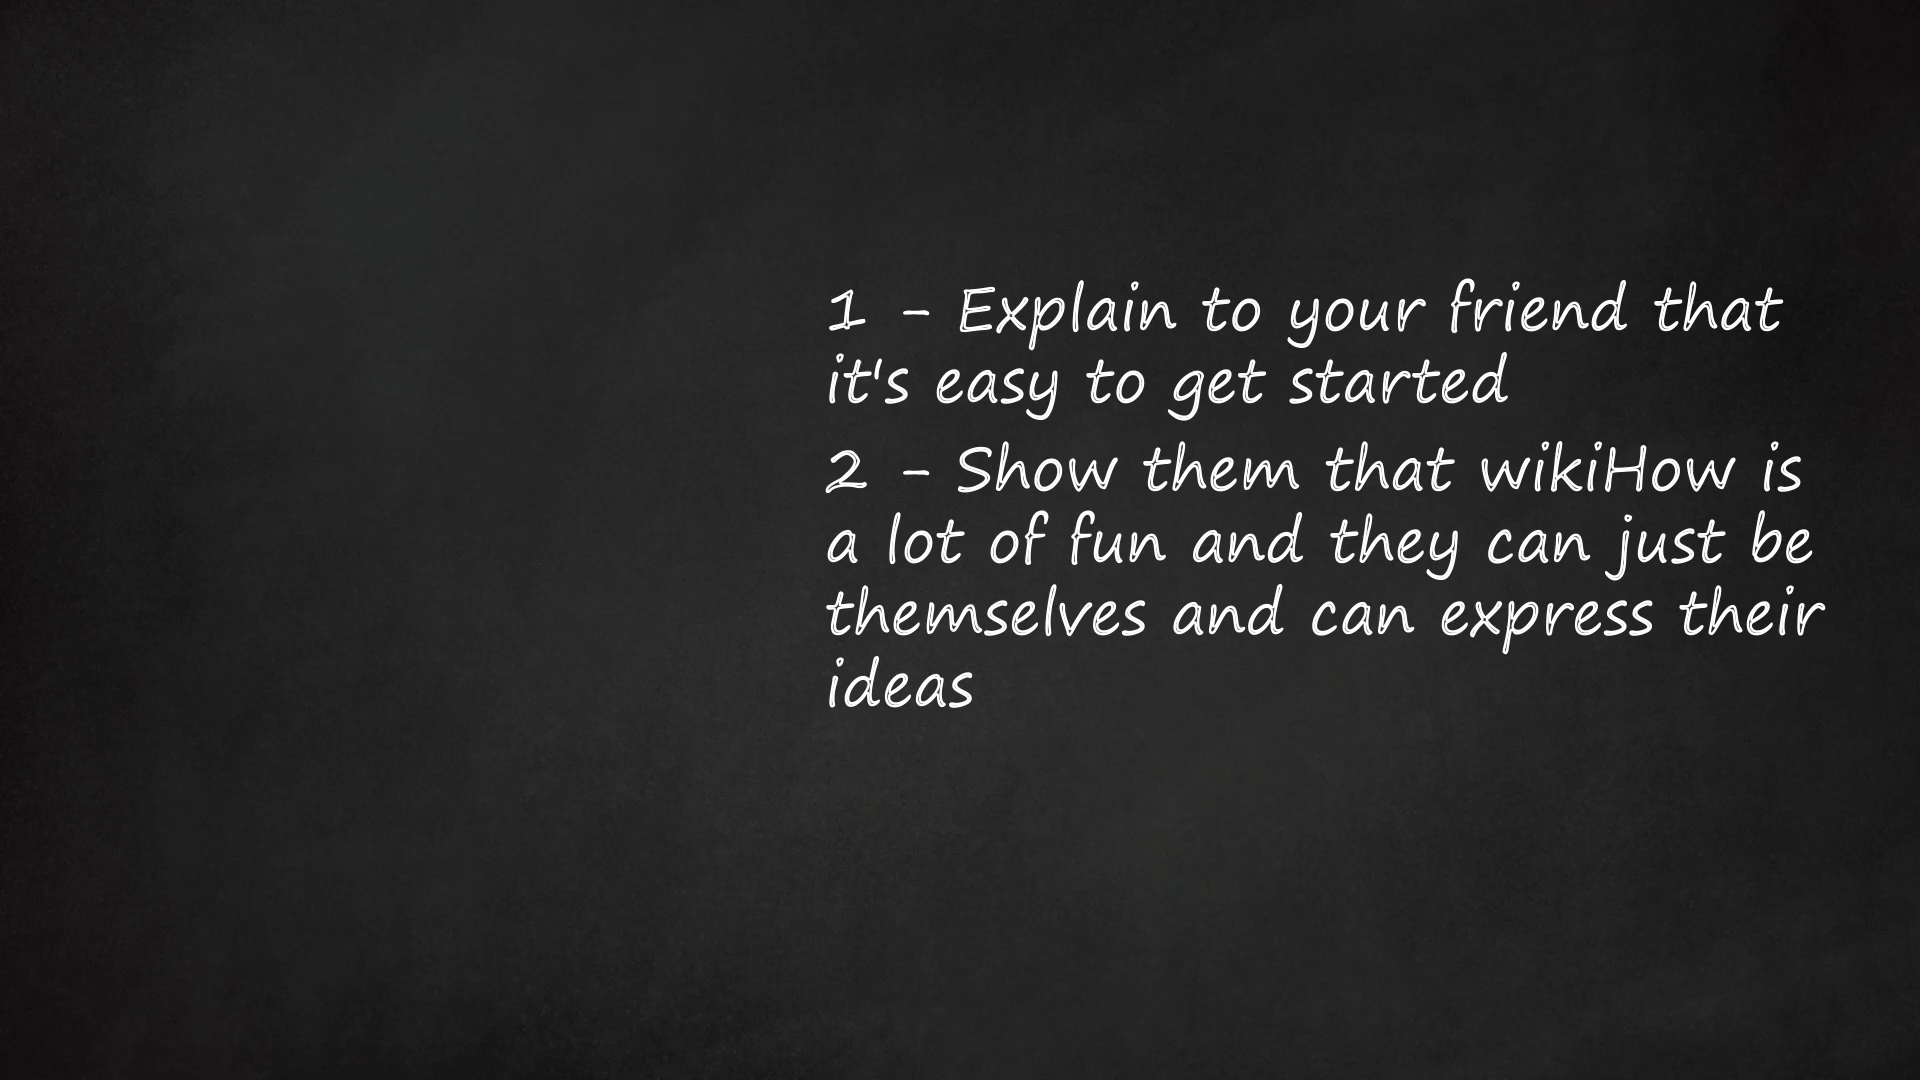 1 - Explain to your friend that
it's easy to get started
2 - Show them that wikiHow is
a lot of fun and they can just be
themselves and can express their
ideas